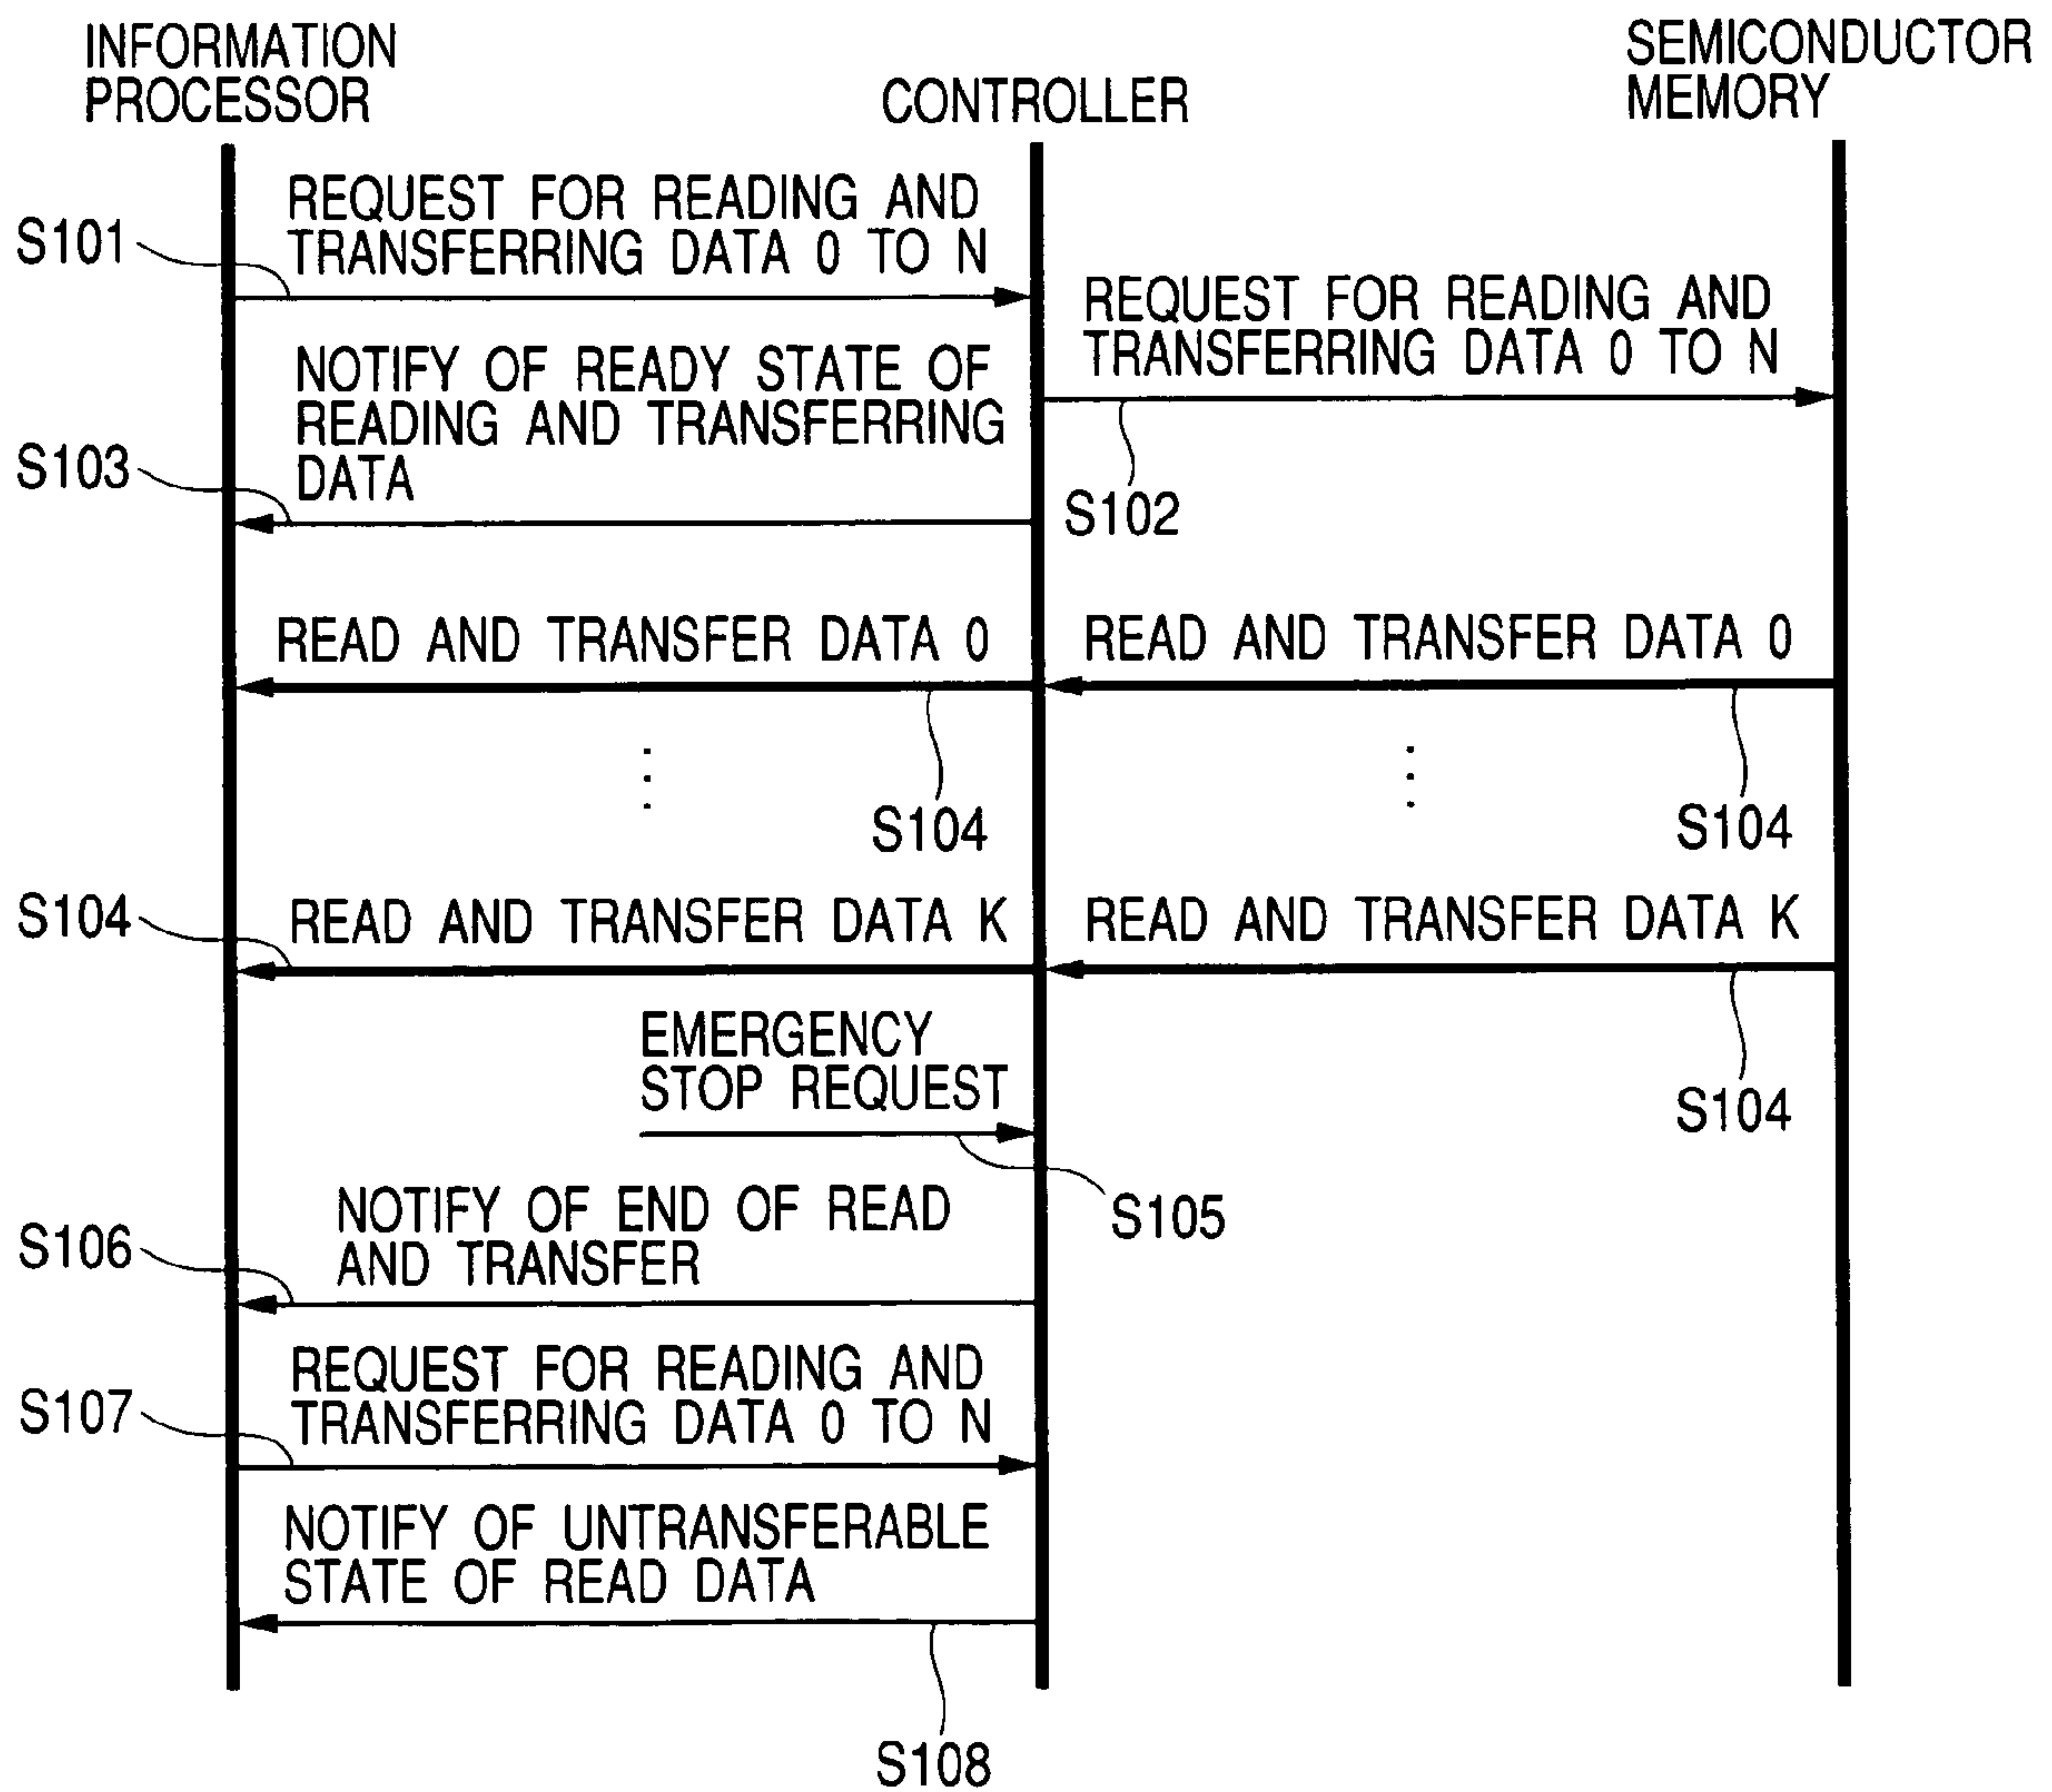 INFORMATION
PROCESSOR
CONTROLLER
SEMICONDUCTOR
MEMORY
S101
REQUEST FOR READING AND
TRANSFERRING DATA 0 TO N
REQUEST FOR READING AND
TRANSFERRING DATA 0 TO N
S102
S103
NOTIFY OF READY STATE OF
READING AND TRANSFERRING
DATA
READ AND TRANSFER DATA 0
READ AND TRANSFER DATA 0
S104
S104
S104
READ AND TRANSFER DATA K
READ AND TRANSFER DATA K
S104
EMERGENCY
STOP REQUEST
S105
S106
NOTIFY OF END OF READ
AND TRANSFER
S107
REQUEST FOR READING AND
TRANSFERRING DATA 0 TO N
NOTIFY OF UNTRANSFERABLE
STATE OF READ DATA
S108